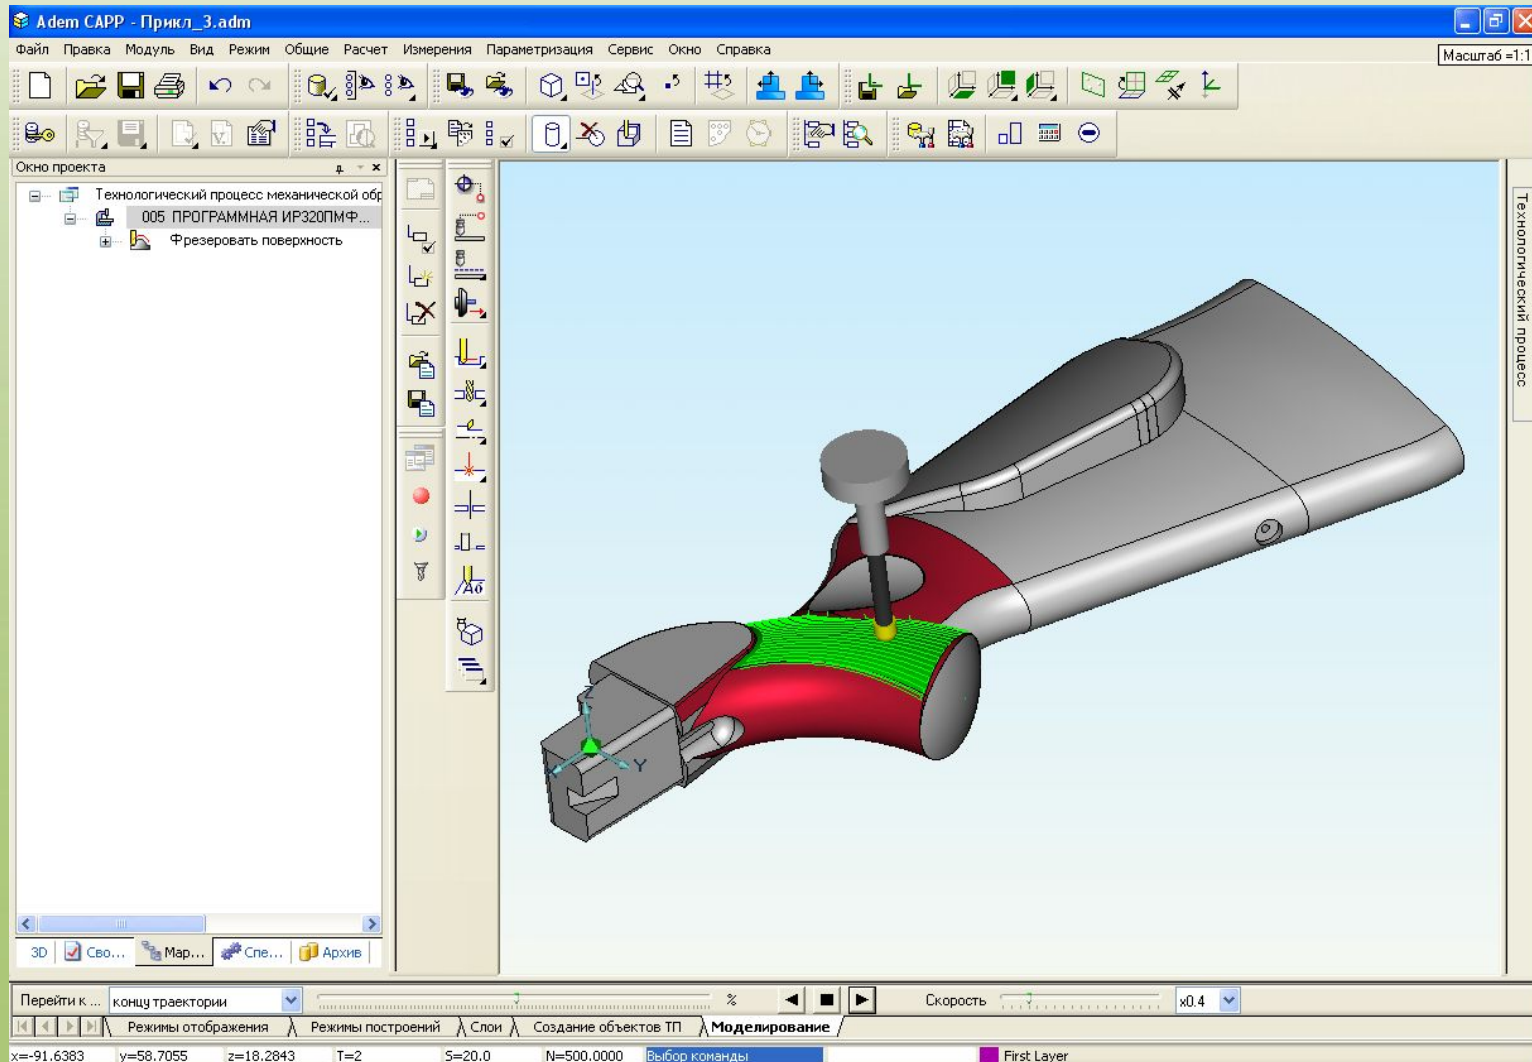 Adem CAPP - Прикл_3.adm
Файл Правка Модуль Вид Режим Общие Расчет Измерения Параметризация Сервис Окно Справка
Масштаб =1:1
Окно проекта
Технологический процесс механической обр
005 ПРОГРАММНАЯ ИР320ПМФ...
Фрезеровать поверхность
Технологический процесс
Аб
Z
Y
3D Сво... Мар... Спе... Архив
Перейти к ... концу траектории % Скорость x0.4
Режимы отображения Режимы построений Слои Создание объектов ТП Моделирование
x=-91.6383 y=58.7055 z=18.2843 T=2 S=20.0 N=500.0000 Выбор команды First Layer